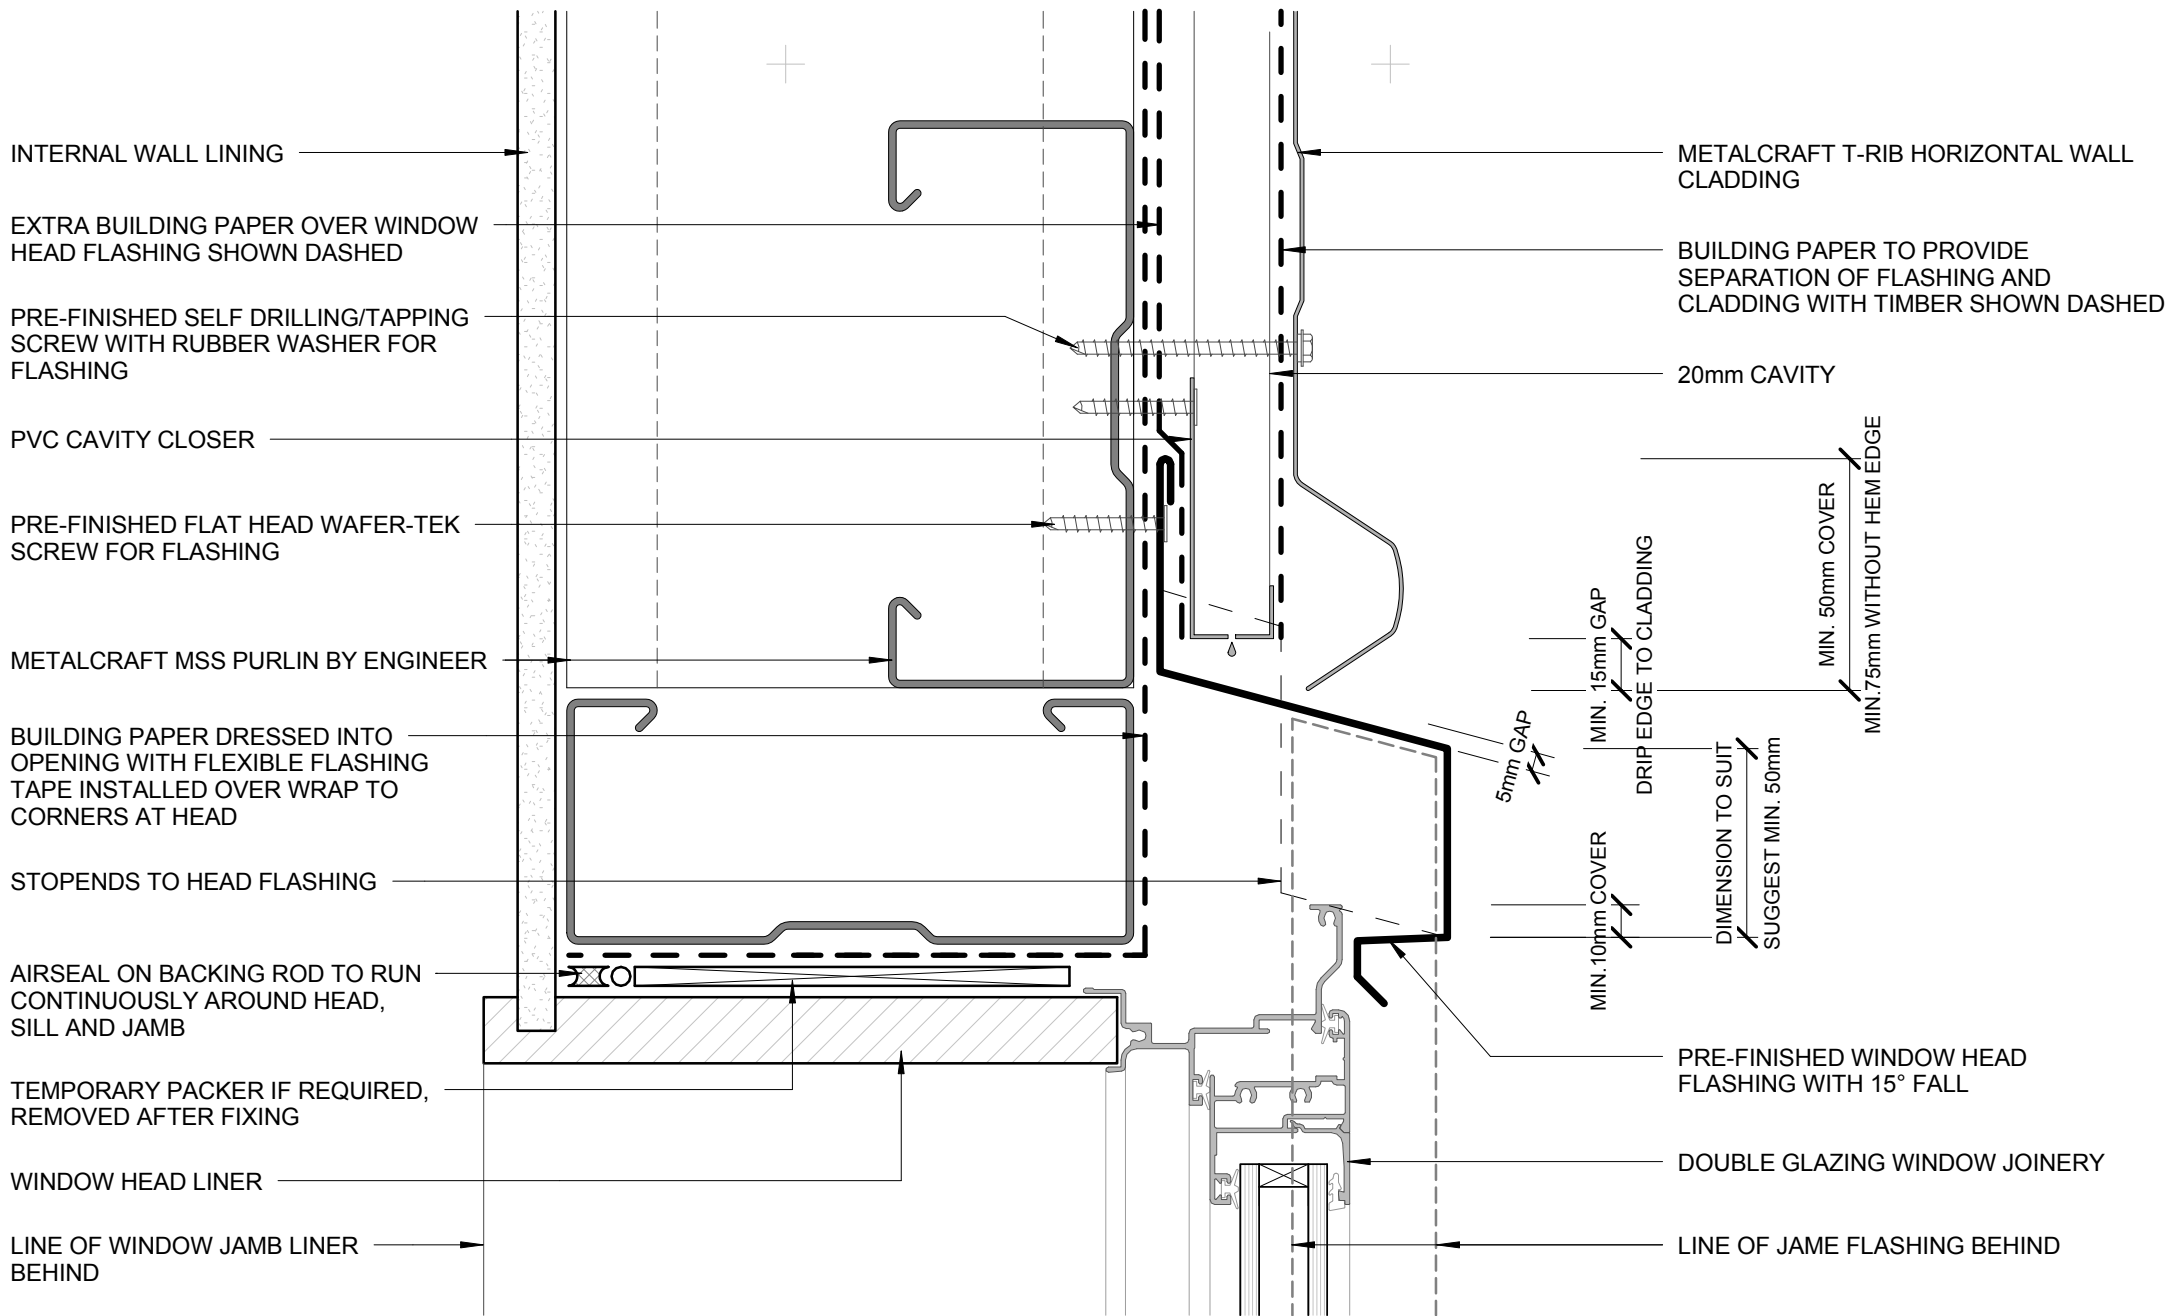 INTERNAL WALL LINING
EXTRA BUILDING PAPER OVER WINDOW
HEAD FLASHING SHOWN DASHED
PRE-FINISHED SELF DRILLING/TAPPING
SCREW WITH RUBBER WASHER FOR
FLASHING
PVC CAVITY CLOSER
PRE-FINISHED FLAT HEAD WAFER-TEK
SCREW FOR FLASHING
METALCRAFT MSS PURLIN BY ENGINEER
BUILDING PAPER DRESSED INTO
OPENING WITH FLEXIBLE FLASHING
TAPE INSTALLED OVER WRAP TO
CORNERS AT HEAD
STOPENDS TO HEAD FLASHING
AIRSEAL ON BACKING ROD TO RUN
CONTINUOUSLY AROUND HEAD,
SILL AND JAMB
TEMPORARY PACKER IF REQUIRED,
REMOVED AFTER FIXING
WINDOW HEAD LINER
LINE OF WINDOW JAMB LINER
BEHIND
METALCRAFT T-RIB HORIZONTAL WALL
CLADDING
BUILDING PAPER TO PROVIDE
SEPARATION OF FLASHING AND
CLADDING WITH TIMBER SHOWN DASHED
20mm CAVITY
MIN. 50mm COVER
MIN.75mm WITHOUT HEM EDGE
MIN. 15mm GAP
DRIP EDGE TO CLADDING
5mm GAP
DIMENSION TO SUIT
SUGGEST MIN. 50mm
MIN.10mm COVER
PRE-FINISHED WINDOW HEAD
FLASHING WITH 15° FALL
DOUBLE GLAZING WINDOW JOINERY
LINE OF JAME FLASHING BEHIND